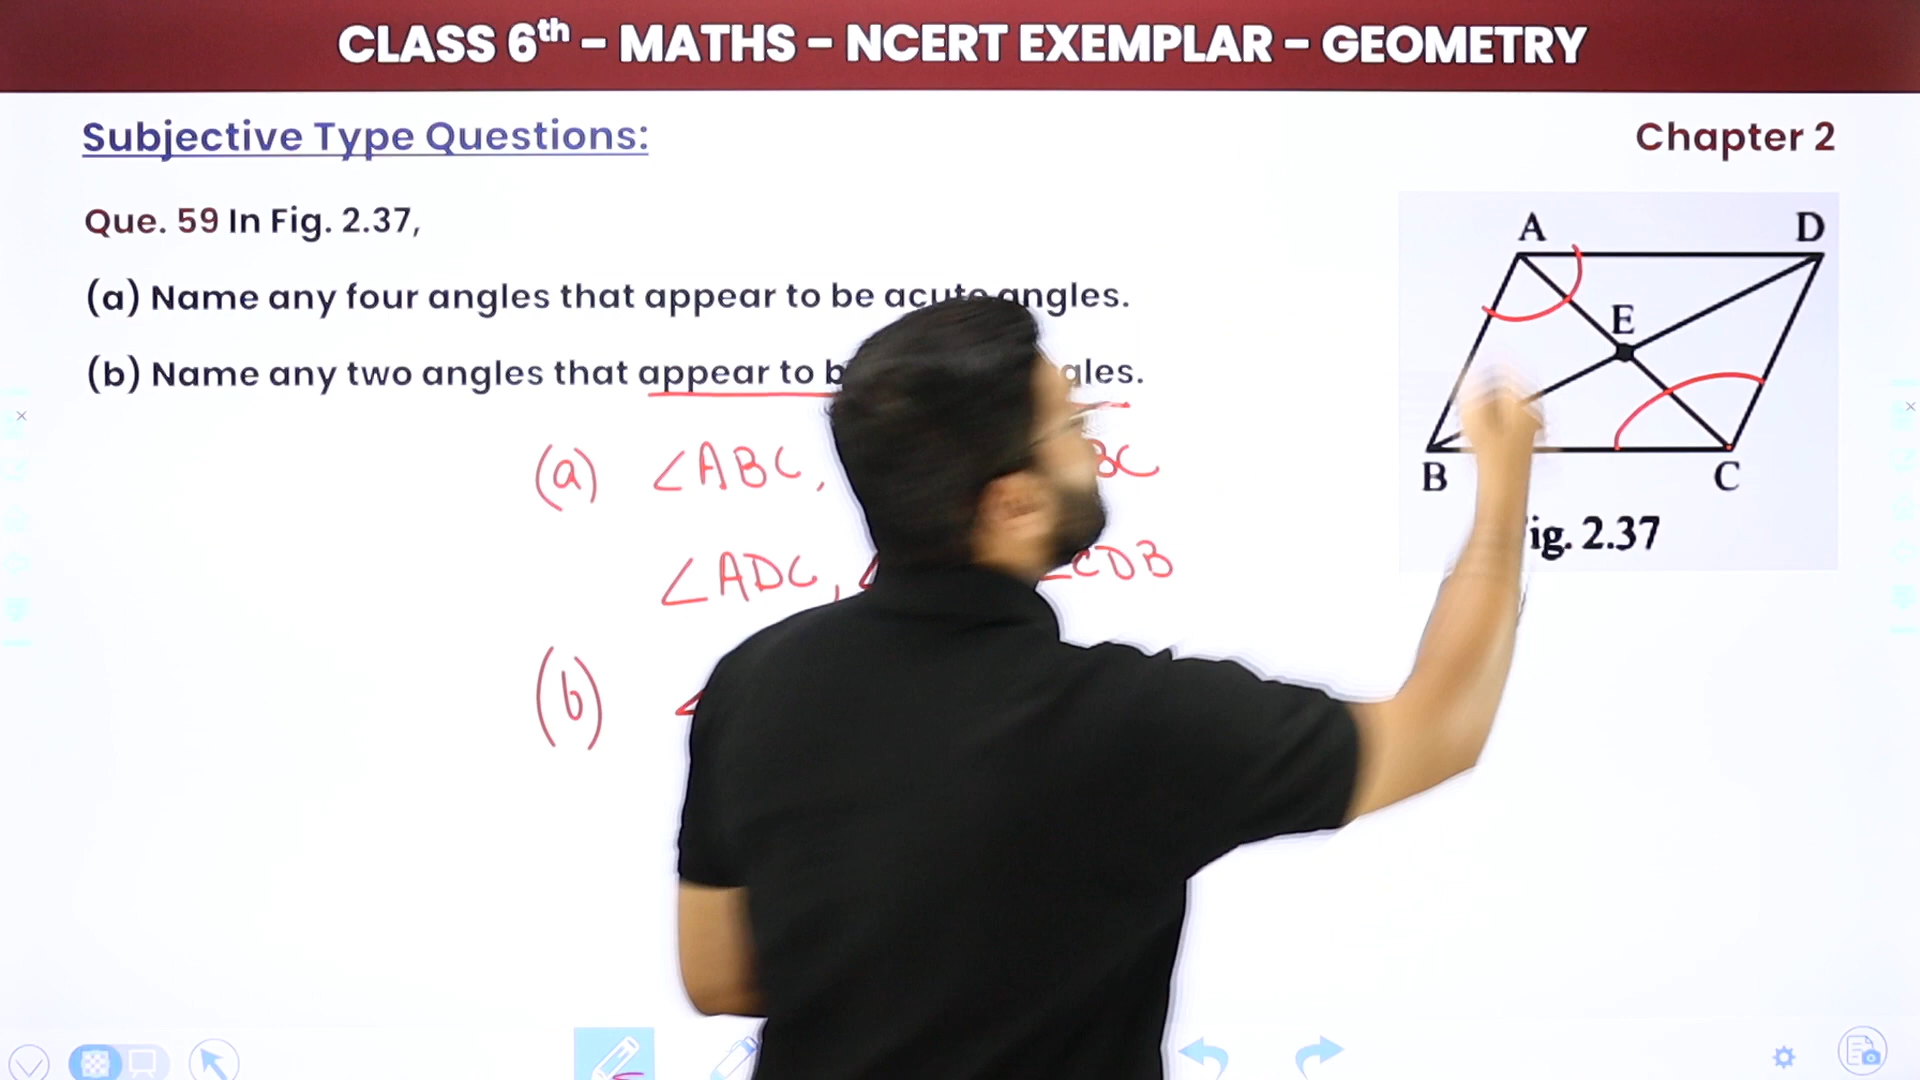 CLASS 6th – MATHS – NCERT EXEMPLAR – GEOMETRY
Subjective Type Questions:
Chapter 2
Que. 59 In Fig. 2.37,
(a) Name any four angles that appear to be acute angles.
(b) Name any two angles that appear to b gles.
(a) ∠ABC, BC
∠ADC, ∠CDB
(b) ∠
A D
E
B C
ig. 2.37